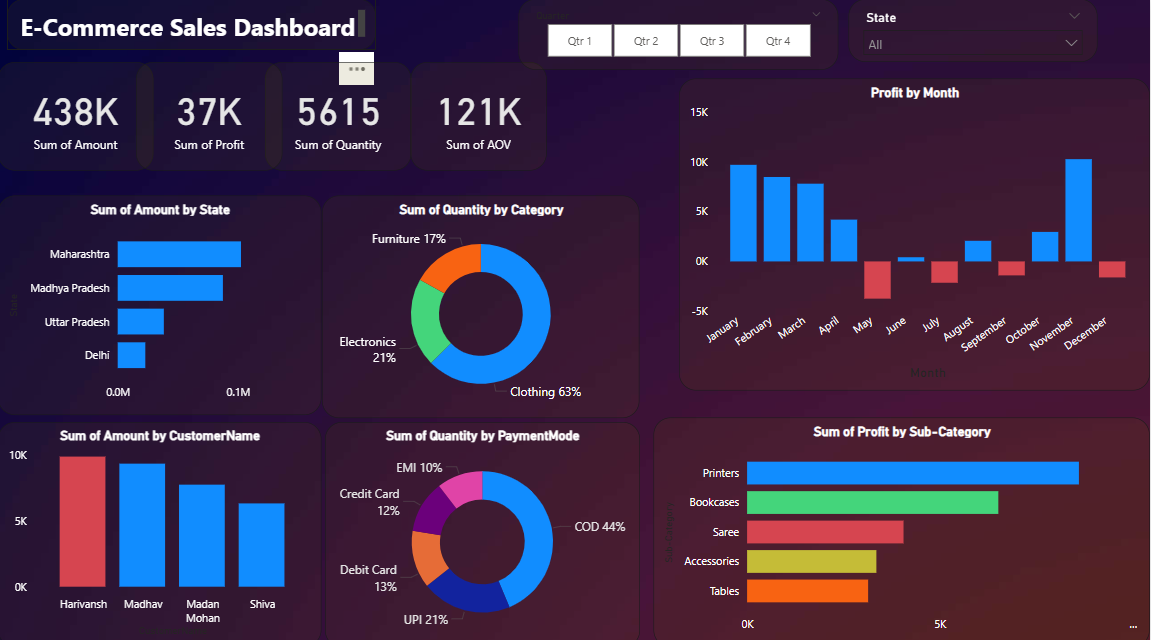 E-Commerce Sales Dashboard
Qtr 1
Qtr 2
Qtr 3
Qtr 4
State
All
438K
Sum of Amount
37K
Sum of Profit
5615
Sum of Quantity
121K
Sum of AOV
Profit by Month
15K
10K
5K
0K
-5K
January
February
March
April
May
June
July
August
September
October
November
December
Month
Sum of Amount by State
State
Maharashtra
Madhya Pradesh
Uttar Pradesh
Delhi
0.0M
0.1M
Sum of Quantity by Category
Furniture 17%
Electronics
21%
Clothing 63%
Sum of Amount by CustomerName
10K
5K
0K
Harivansh
Madhav
Madan
Mohan
Shiva
Sum of Quantity by PaymentMode
EMI 10%
Credit Card
12%
Debit Card
13%
UPI 21%
COD 44%
Sum of Profit by Sub-Category
Sub-Category
Printers
Bookcases
Saree
Accessories
Tables
0K
5K
...